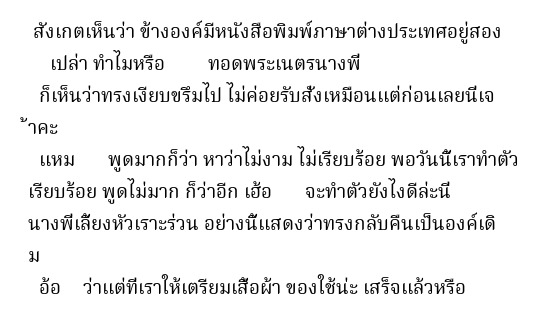 สังเกตเห็นว่า ข้างองค์มีหนังสือพิมพ์ภาษาต่างประเทศอยู่สอง
เปล่า ทำไมหรือ ทอดพระเนตรนางพี
ก็เห็นว่าทรงเงียบขรึมไป ไม่ค่อยรับสั่งเหมือนแต่ก่อนเลยนีเจ
้าคะ
แหม พูดมากก็ว่า หาว่าไม่งาม ไม่เรียบร้อย พอวันนี้เราทำตัว
เรียบร้อย พูดไม่มาก ก็ว่าอีก เฮ้อ จะทำตัวยังไงดีล่ะนี
นางพีเลี้ยงหัวเราะร่วน อย่างนี้แสดงว่าทรงกลับคืนเป็นองค์เดิ
ม
อ้อ ว่าแต่ทีเราให้เตรียมเสื้อผ้า ของใช้น่ะ เสร็จแล้วหรือ